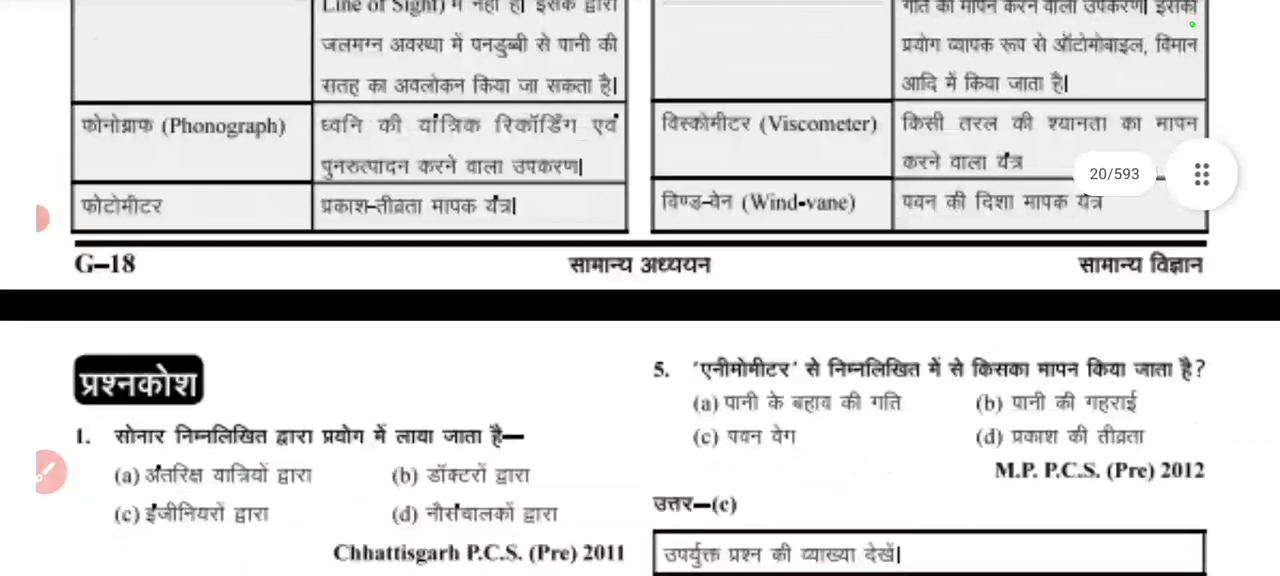 Line of Sight) में नहीं हो। इसके द्वारा
जलमग्न अवस्था में पनडुब्बी से पानी की
सतह का अवलोकन किया जा सकता है।
फोनोग्राफ (Phonograph)
ध्वनि की यांत्रिक रिकॉर्डिंग एवं
पुनरुत्पादन करने वाला उपकरण।
फोटोमीटर
प्रकाश-तीव्रता मापक यंत्र।
गति का मापन करने वाला उपकरण। इसका
प्रयोग व्यापक रूप से ऑटोमोबाइल, विमान
आदि में किया जाता है।
विस्कोमीटर (Viscometer)
किसी तरल की श्यानता का मापन
करने वाला यंत्र
विण्ड-वेन (Wind-vane)
पवन की दिशा मापक यंत्र
20/593
G–18
सामान्य अध्ययन
सामान्य विज्ञान
प्रश्नकोश
1. सोनार निम्नलिखित द्वारा प्रयोग में लाया जाता है—
(a) अंतरिक्ष यात्रियों द्वारा (b) डॉक्टरों द्वारा
(c) इंजीनियरों द्वारा (d) नौसंचालकों द्वारा
Chhattisgarh P.C.S. (Pre) 2011
5. 'एनीमोमीटर' से निम्नलिखित में से किसका मापन किया जाता है?
(a) पानी के बहाव की गति (b) पानी की गहराई
(c) पवन वेग (d) प्रकाश की तीव्रता
M.P. P.C.S. (Pre) 2012
उत्तर—(c)
उपर्युक्त प्रश्न की व्याख्या देखें।